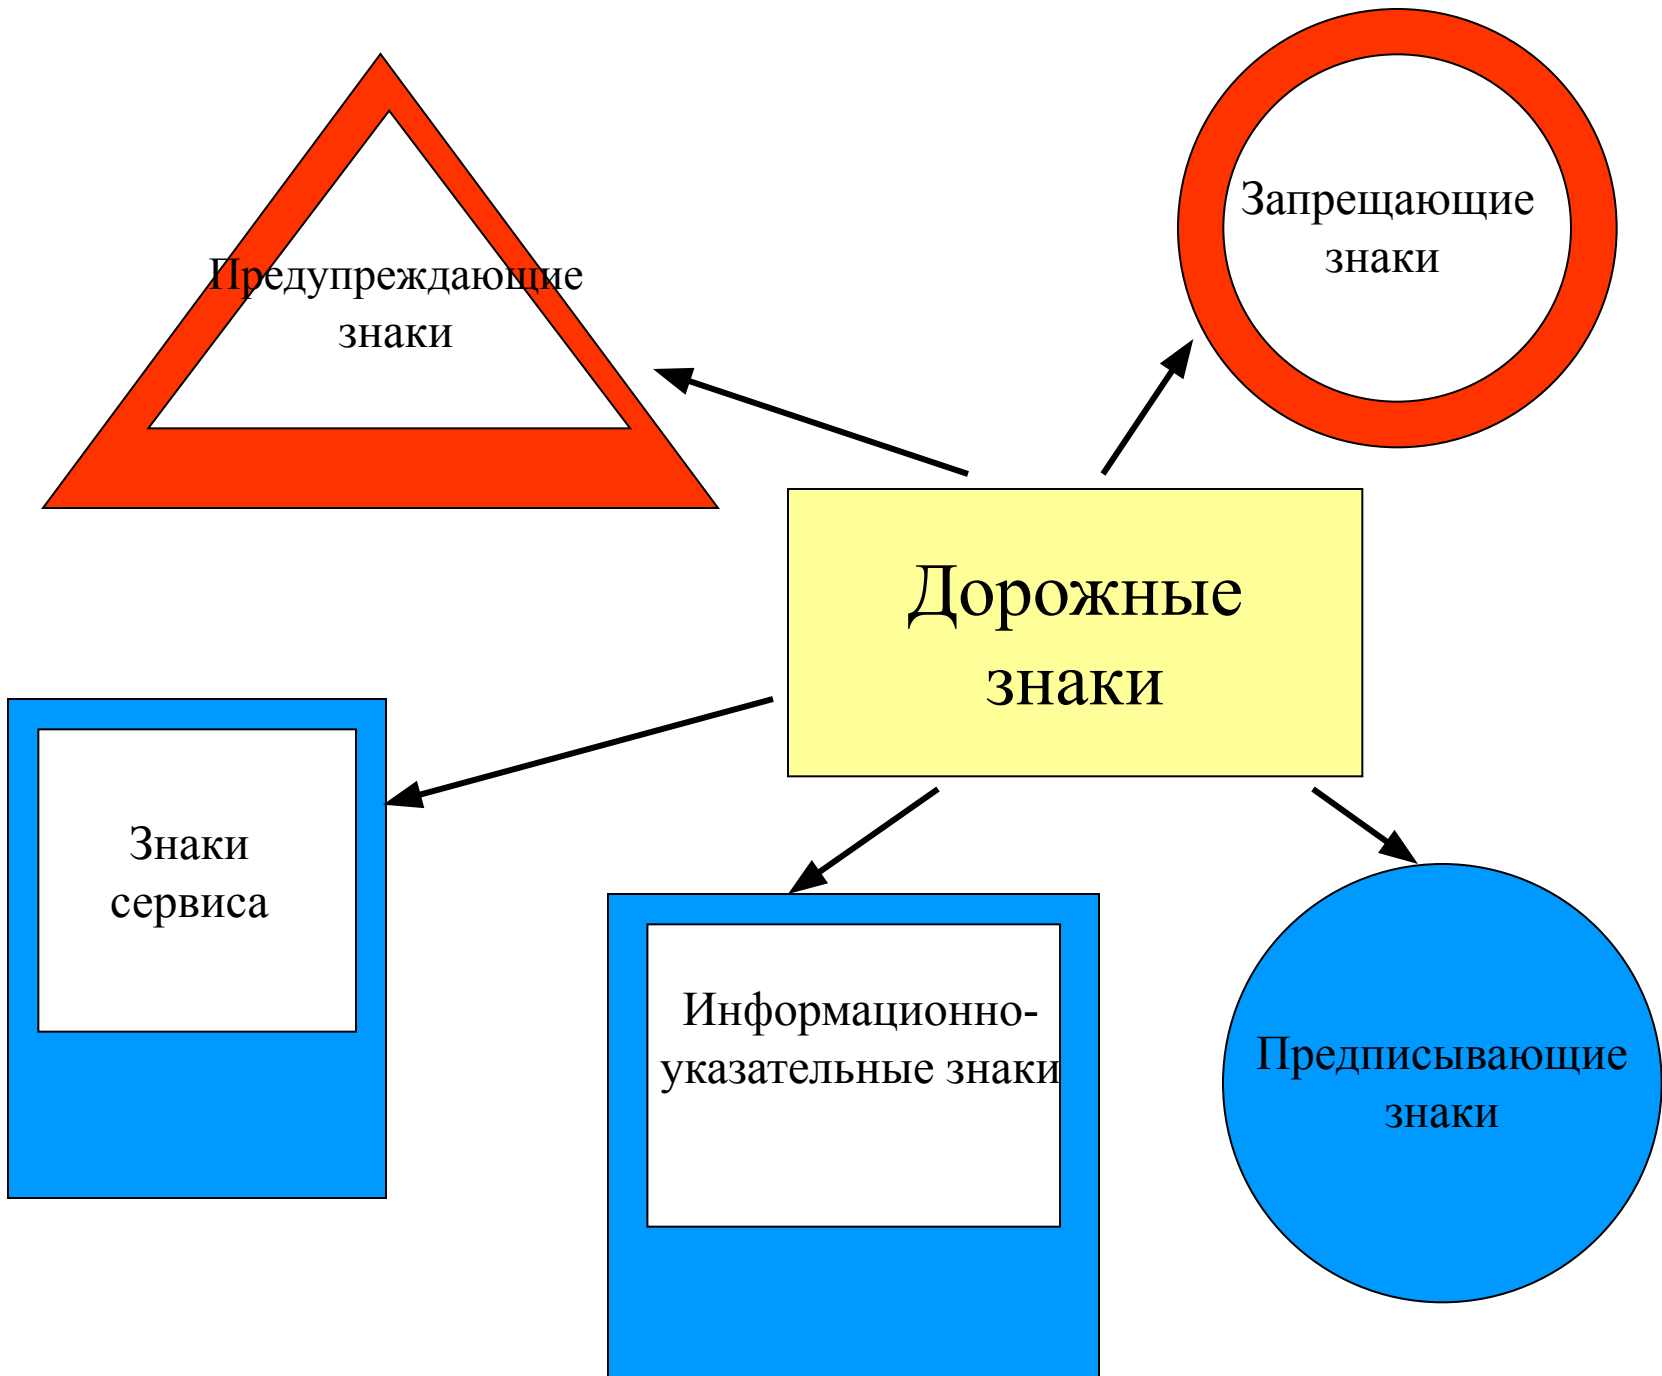 Запрещающие
знаки
Предупреждающие
знаки
Дорожные
знаки
Знаки
сервиса
Информационно-
указательные знаки
Предписывающие
знаки